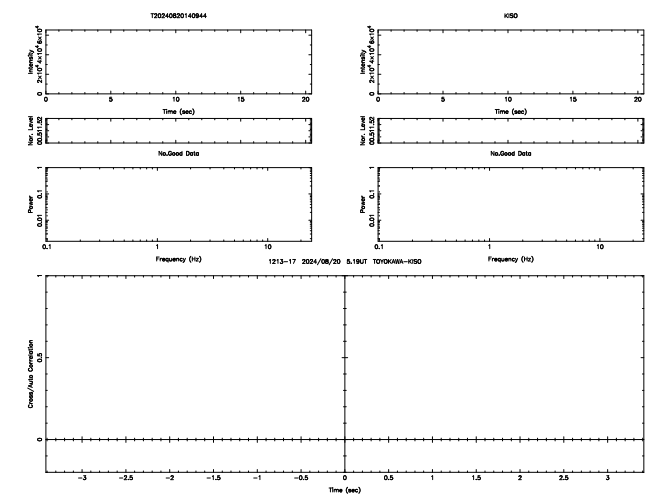 T20240820140944
KISO
Intensity
0 2×10⁴ 4×10⁴ 6×10⁴
0 5 10 15 20
Time (sec)
Intensity
0 2×10⁴ 4×10⁴ 6×10⁴
0 5 10 15 20
Time (sec)
Nor. Level
00.511.52
Nor. Level
00.511.52
No.Good Data
No.Good Data
Power
1
0.1
0.01
0.1 1 10
Frequency (Hz)
Power
1
0.1
0.01
0.1 1 10
Frequency (Hz)
1213-17 2024/08/20 5.19UT TOYOKAWA-KISO
Cross/Auto Correlation
1
0.5
0
-3 -2.5 -2 -1.5 -1 -0.5 0 0.5 1 1.5 2 2.5 3
Time (sec)